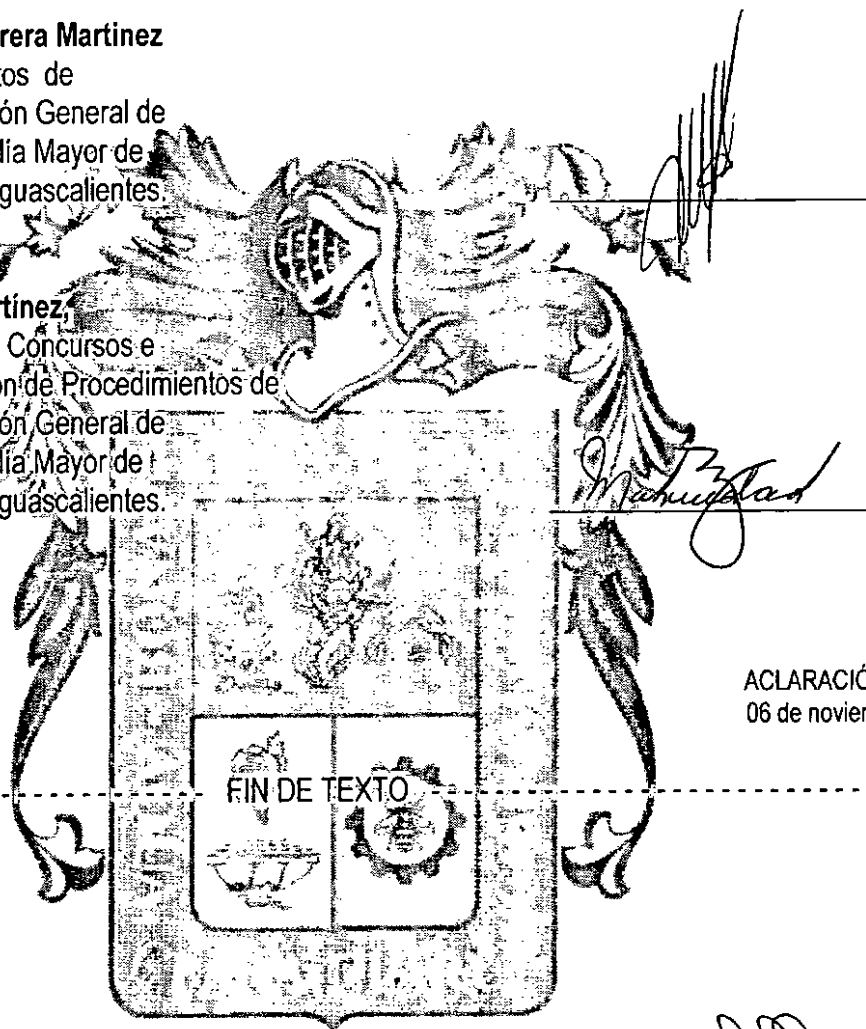 rera Martinez
tos de
ón General de
día Mayor de
guascalientes.
rtínez,
Concursos e
ón de Procedimientos de
ón General de
día Mayor de
guascalientes.
ACLARACIÓ
06 de noviem
FIN DE TEXTO